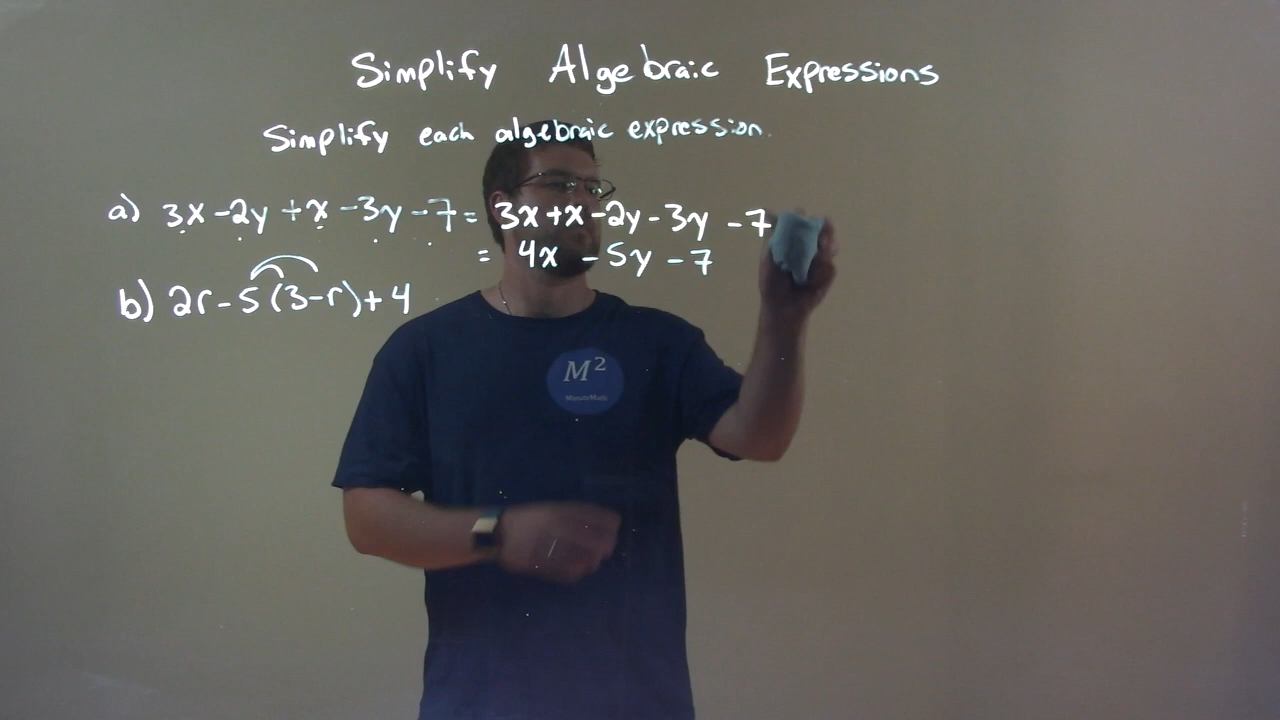 Simplify Algebraic Expressions
Simplify each algebraic expression.
a) 3x -2y +x -3y -7 = 3x+x-2y-3y -7
= 4x -5y -7
b) 2r-5(3-r)+4
M²
MinuteMath